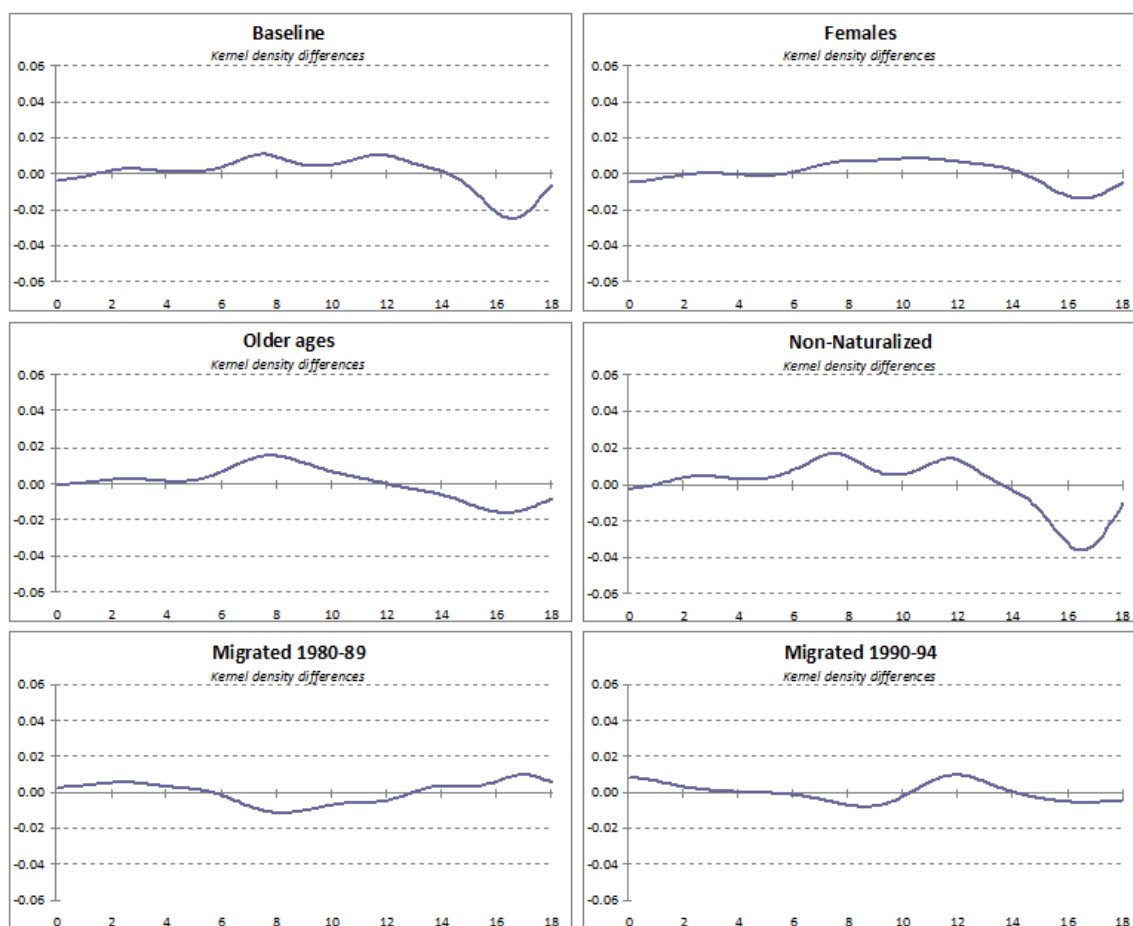 Baseline
Kernel density differences
0.06
0.04
0.02
0.00
-0.02
-0.04
-0.06
0 2 4 6 8 10 12 14 16 18
Females
Kernel density differences
0.06
0.04
0.02
0.00
-0.02
-0.04
-0.06
0 2 4 6 8 10 12 14 16 18
Older ages
Kernel density differences
0.06
0.04
0.02
0.00
-0.02
-0.04
-0.06
0 2 4 6 8 10 12 14 16 18
Non-Naturalized
Kernel density differences
0.06
0.04
0.02
0.00
-0.02
-0.04
-0.06
0 2 4 6 8 10 12 14 16 18
Migrated 1980-89
Kernel density differences
0.06
0.04
0.02
0.00
-0.02
-0.04
-0.06
0 2 4 6 8 10 12 14 16 18
Migrated 1990-94
Kernel density differences
0.06
0.04
0.02
0.00
-0.02
-0.04
-0.06
0 2 4 6 8 10 12 14 16 18